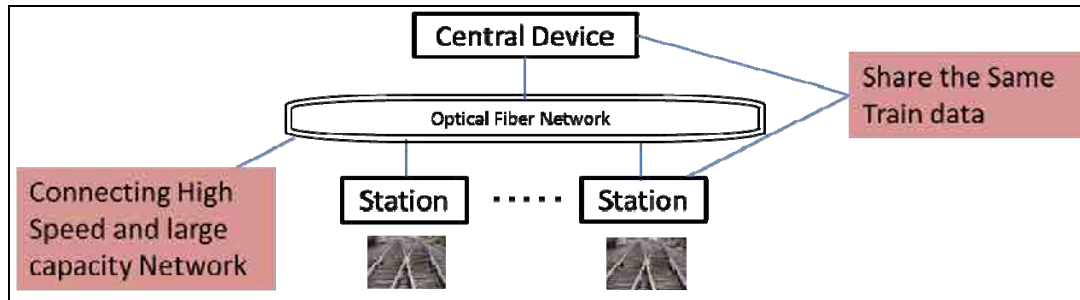 Central Device
Share the Same
Train data
Optical Fiber Network
Connecting High
Speed and large
capacity Network
Station ..... Station